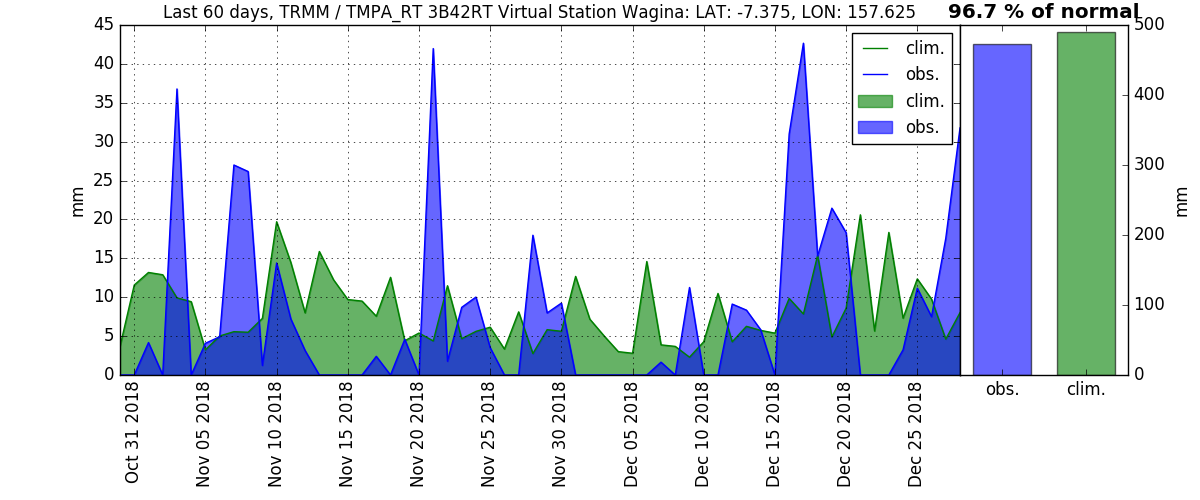 Last 60 days, TRMM / TMPA_RT 3B42RT Virtual Station Wagina: LAT: -7.375, LON: 157.625
96.7 % of normal
45
40
35
30
25
20
15
10
5
0
mm
clim.
obs.
clim.
obs.
Oct 31 2018
Nov 05 2018
Nov 10 2018
Nov 15 2018
Nov 20 2018
Nov 25 2018
Nov 30 2018
Dec 05 2018
Dec 10 2018
Dec 15 2018
Dec 20 2018
Dec 25 2018
500
400
300
200
100
0
mm
obs.
clim.